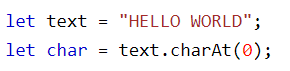 let text = "HELLO WORLD";
let char = text.charAt(0);